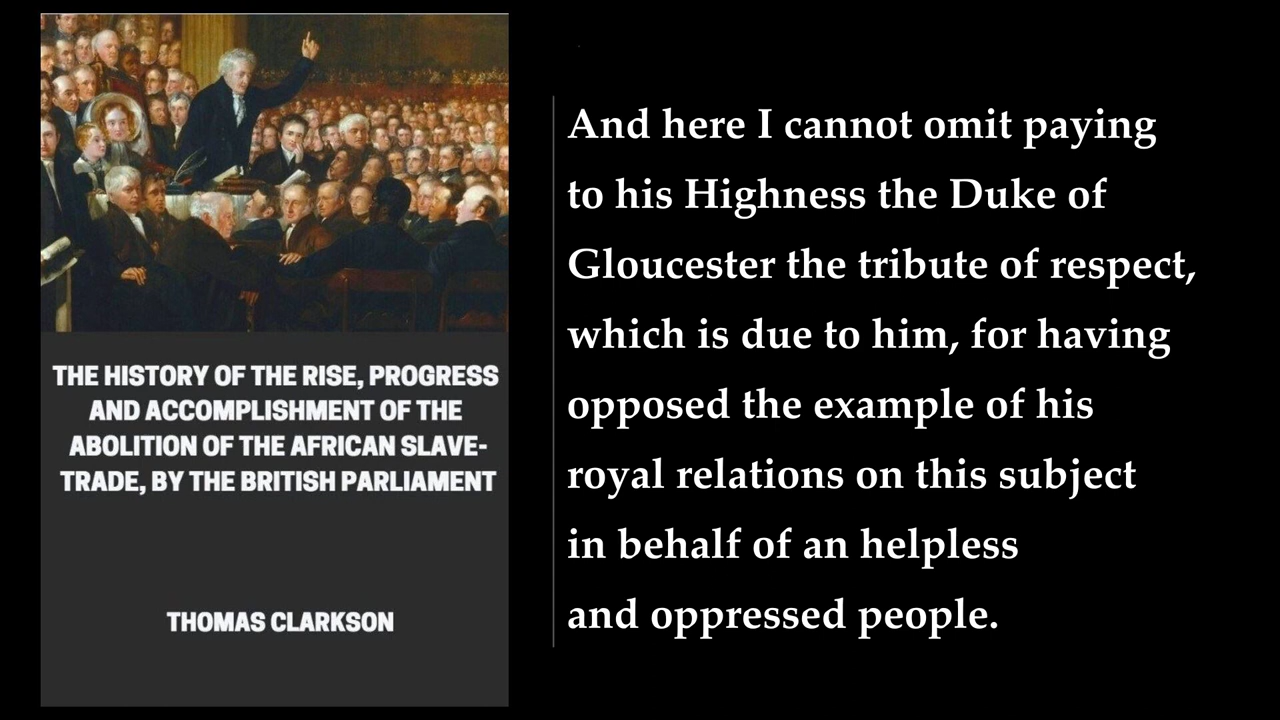 THE HISTORY OF THE RISE, PROGRESS
AND ACCOMPLISHMENT OF THE
ABOLITION OF THE AFRICAN SLAVE-
TRADE, BY THE BRITISH PARLIAMENT
THOMAS CLARKSON
And here I cannot omit paying
to his Highness the Duke of
Gloucester the tribute of respect,
which is due to him, for having
opposed the example of his
royal relations on this subject
in behalf of an helpless
and oppressed people.